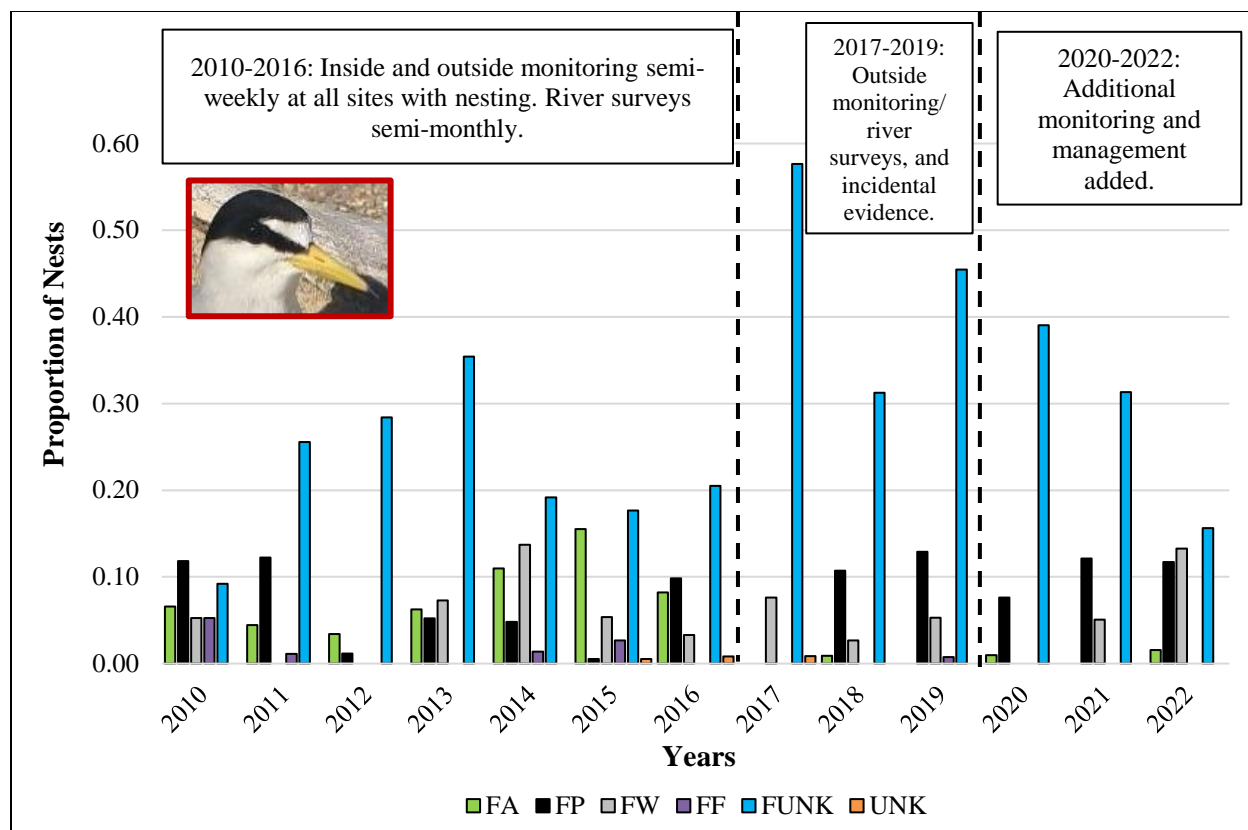 2010-2016: Inside and outside monitoring semi-
weekly at all sites with nesting. River surveys
semi-monthly.
2017-2019:
Outside
monitoring/
river
surveys, and
incidental
evidence.
2020-2022:
Additional
monitoring and
management
added.
Proportion of Nests
0.60
0.50
0.40
0.30
0.20
0.10
0.00
2010
2011
2012
2013
2014
2015
2016
2017
2018
2019
2020
2021
2022
Years
FA FP FW FF FUNK UNK